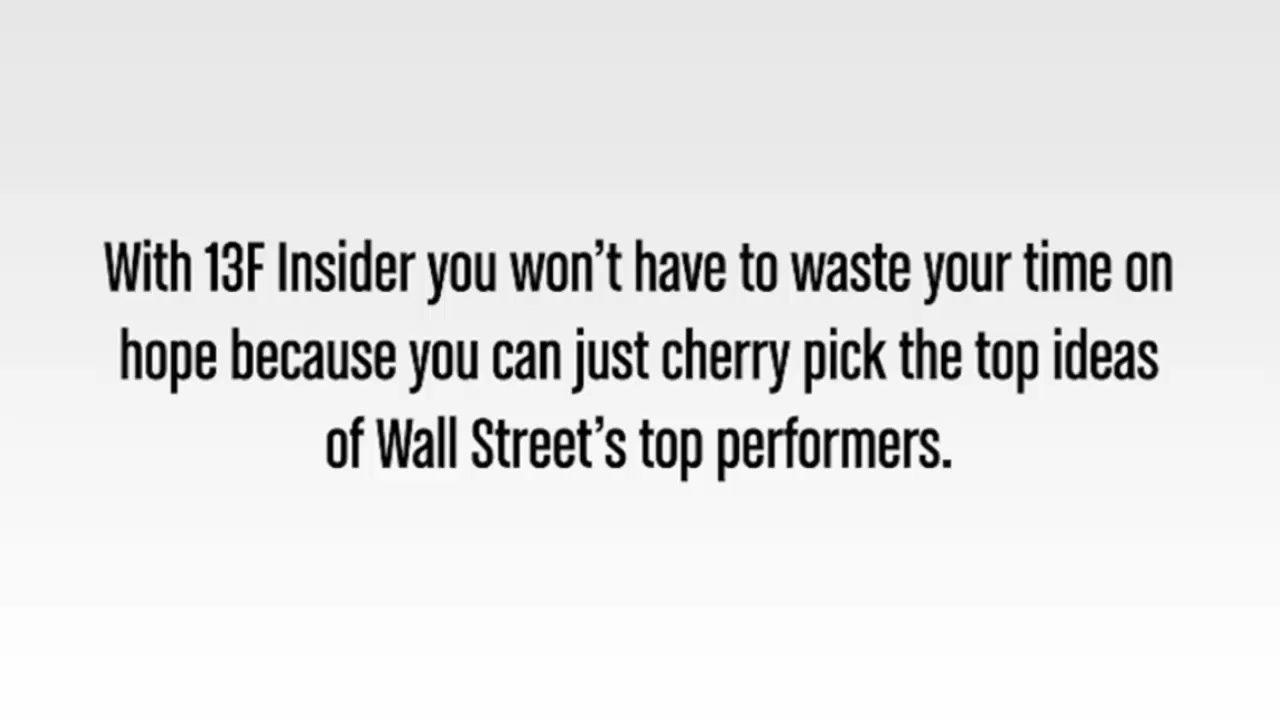 With 13F Insider you won’t have to waste your time on
hope because you can just cherry pick the top ideas
of Wall Street’s top performers.